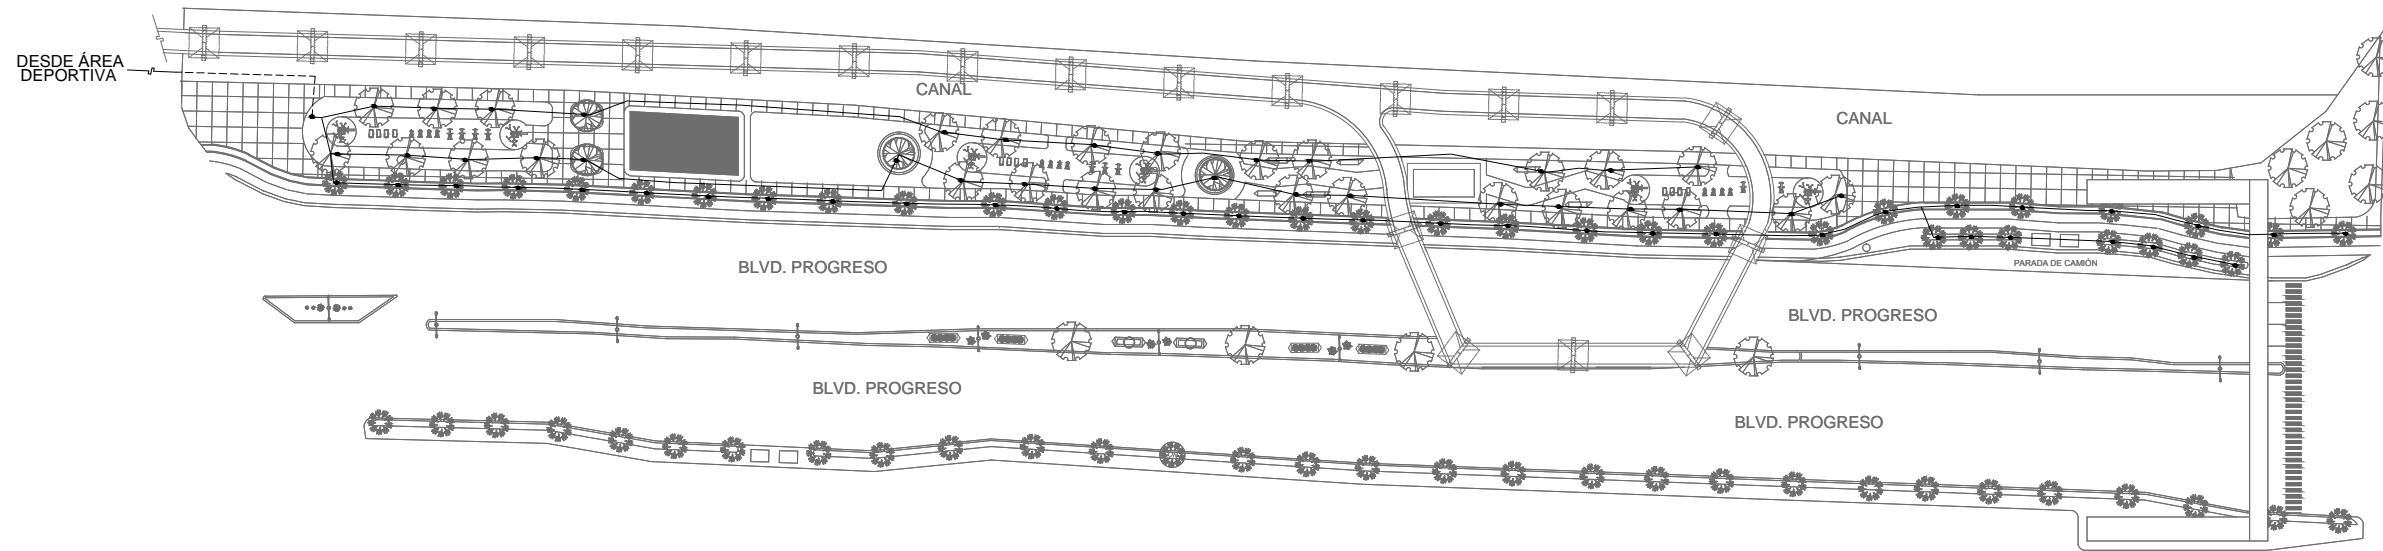 DESDE ÁREA
DEPORTIVA
CANAL
CANAL
BLVD. PROGRESO
PARADA DE CAMIÓN
BLVD. PROGRESO
BLVD. PROGRESO
BLVD. PROGRESO